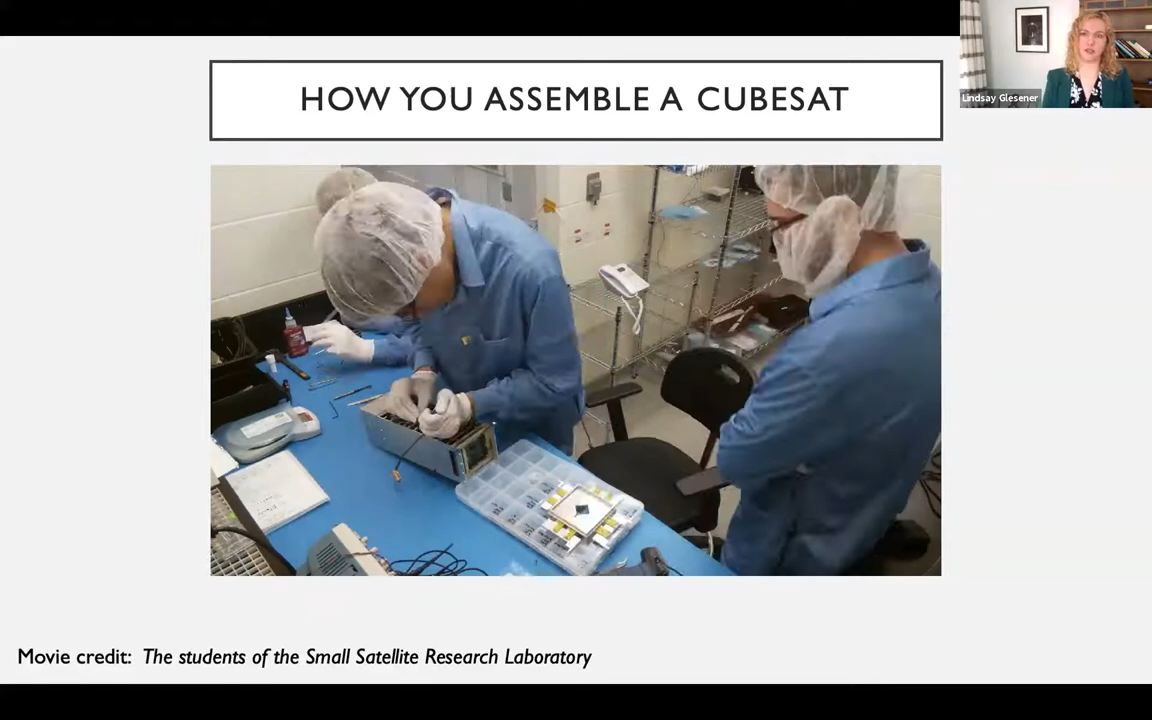 HOW YOU ASSEMBLE A CUBESAT
Lindsay Glesener
Movie credit: The students of the Small Satellite Research Laboratory